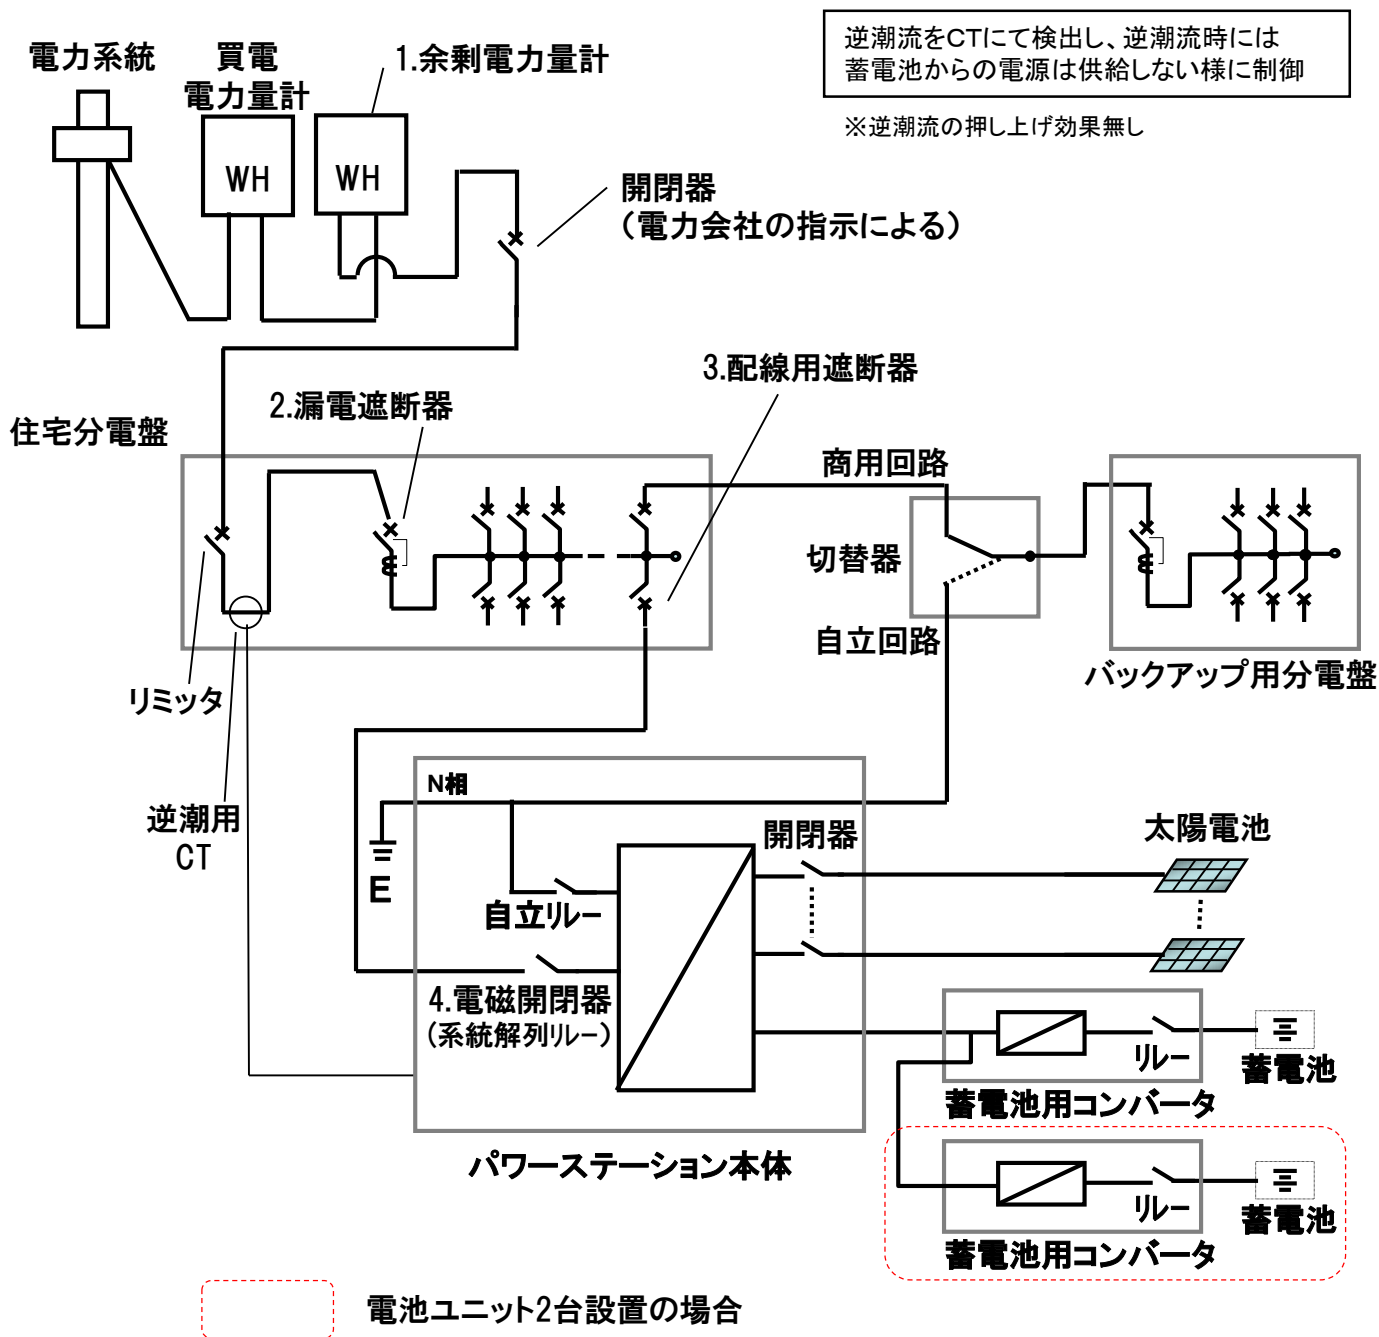 逆潮流をCTにて検出し、逆潮流時には
蓄電池からの電源は供給しない様に制御
※逆潮流の押し上げ効果無し
電力系統
買電
電力量計
1.余剰電力量計
WH
WH
開閉器
(電力会社の指示による)
3.配線用遮断器
2.漏電遮断器
住宅分電盤
商用回路
切替器
自立回路
バックアップ用分電盤
リミッタ
逆潮用
CT
N相
E
開閉器
太陽電池
自立リレー
4.電磁開閉器
(系統解列リレー)
リレー
蓄電池
蓄電池用コンバータ
パワーステーション本体
リレー
蓄電池
蓄電池用コンバータ
電池ユニット2台設置の場合